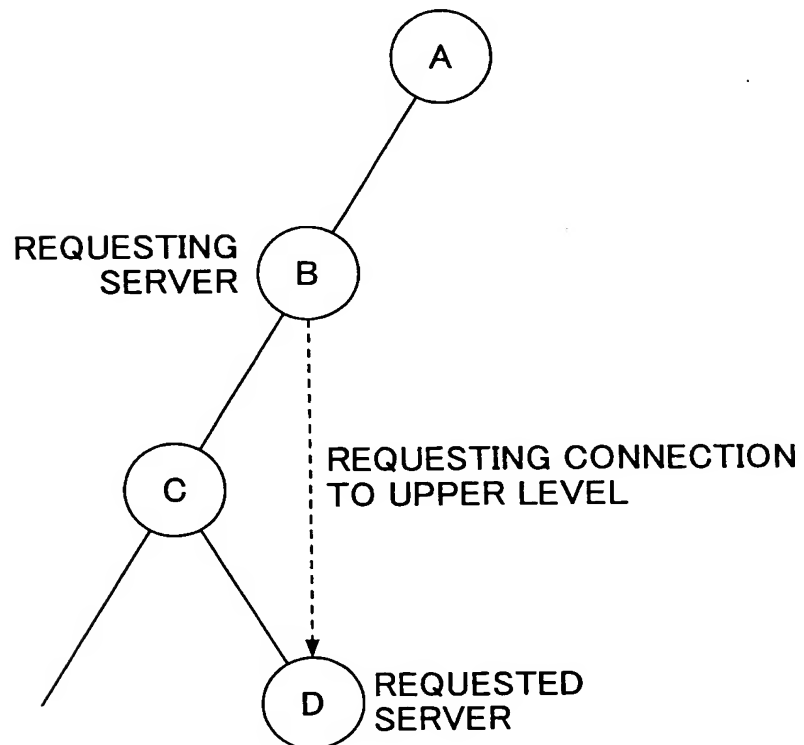 A
REQUESTING
SERVER
B
REQUESTING CONNECTION
TO UPPER LEVEL
C
D
REQUESTED
SERVER